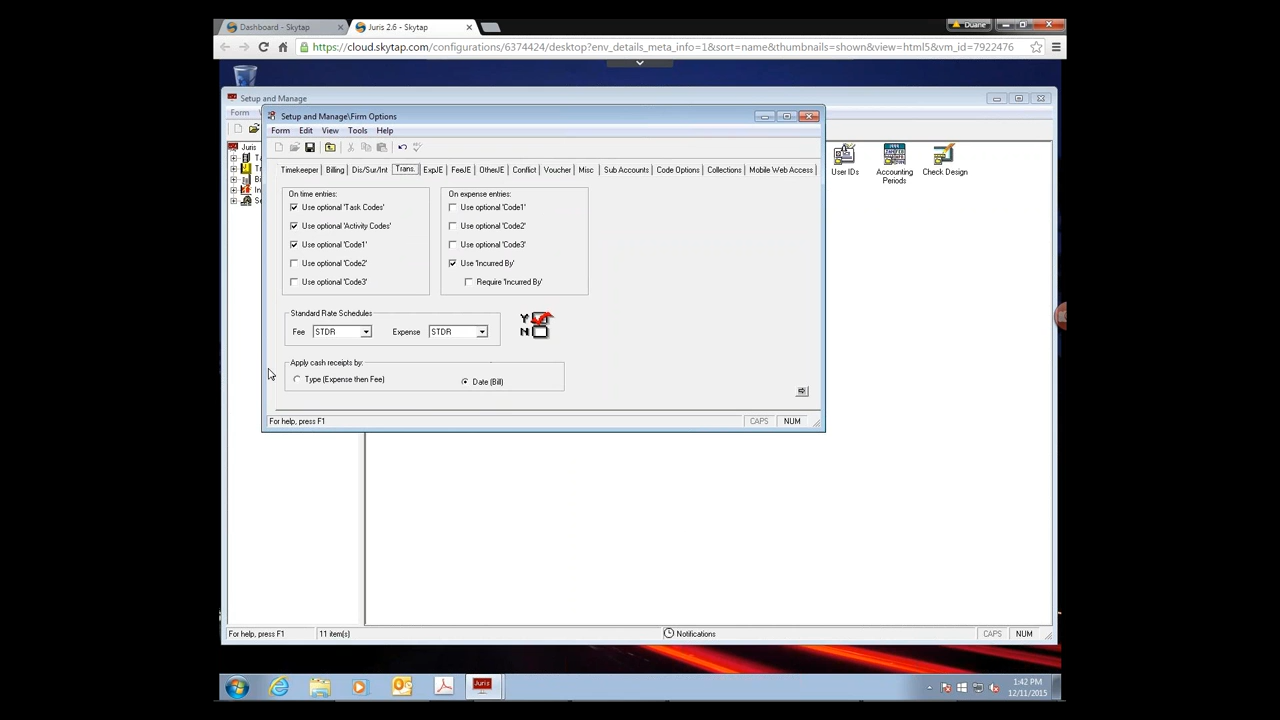 Dashboard - Skytap
Juris 2.6 - Skytap
Duane
https://cloud.skytap.com/configurations/6374424/desktop?env_details_meta_info=1&sort=name&thumbnails=shown&view=html5&vm_id=7922476
Setup and Manage
Form
Setup and Manage\Firm Options
Form Edit View Tools Help
Juris
Timekeeper Billing Dis/Sur/Int Trans. ExpJE FeeJE OtherJE Conflict Voucher Misc Sub Accounts Code Options Collections Mobile Web Access
User IDs
Accounting Periods
Check Design
On time entries:
Use optional 'Task Codes'
Use optional 'Activity Codes'
Use optional 'Code1'
Use optional 'Code2'
Use optional 'Code3'
On expense entries:
Use optional 'Code1'
Use optional 'Code2'
Use optional 'Code3'
Use 'Incurred By'
Require 'Incurred By'
Standard Rate Schedules
Fee STDR Expense STDR
Y
N
Apply cash receipts by:
Type (Expense then Fee) Date (Bill)
For help, press F1 CAPS NUM
For help, press F1 11 item(s) Notifications CAPS NUM
Juris
1:42 PM
12/11/2015